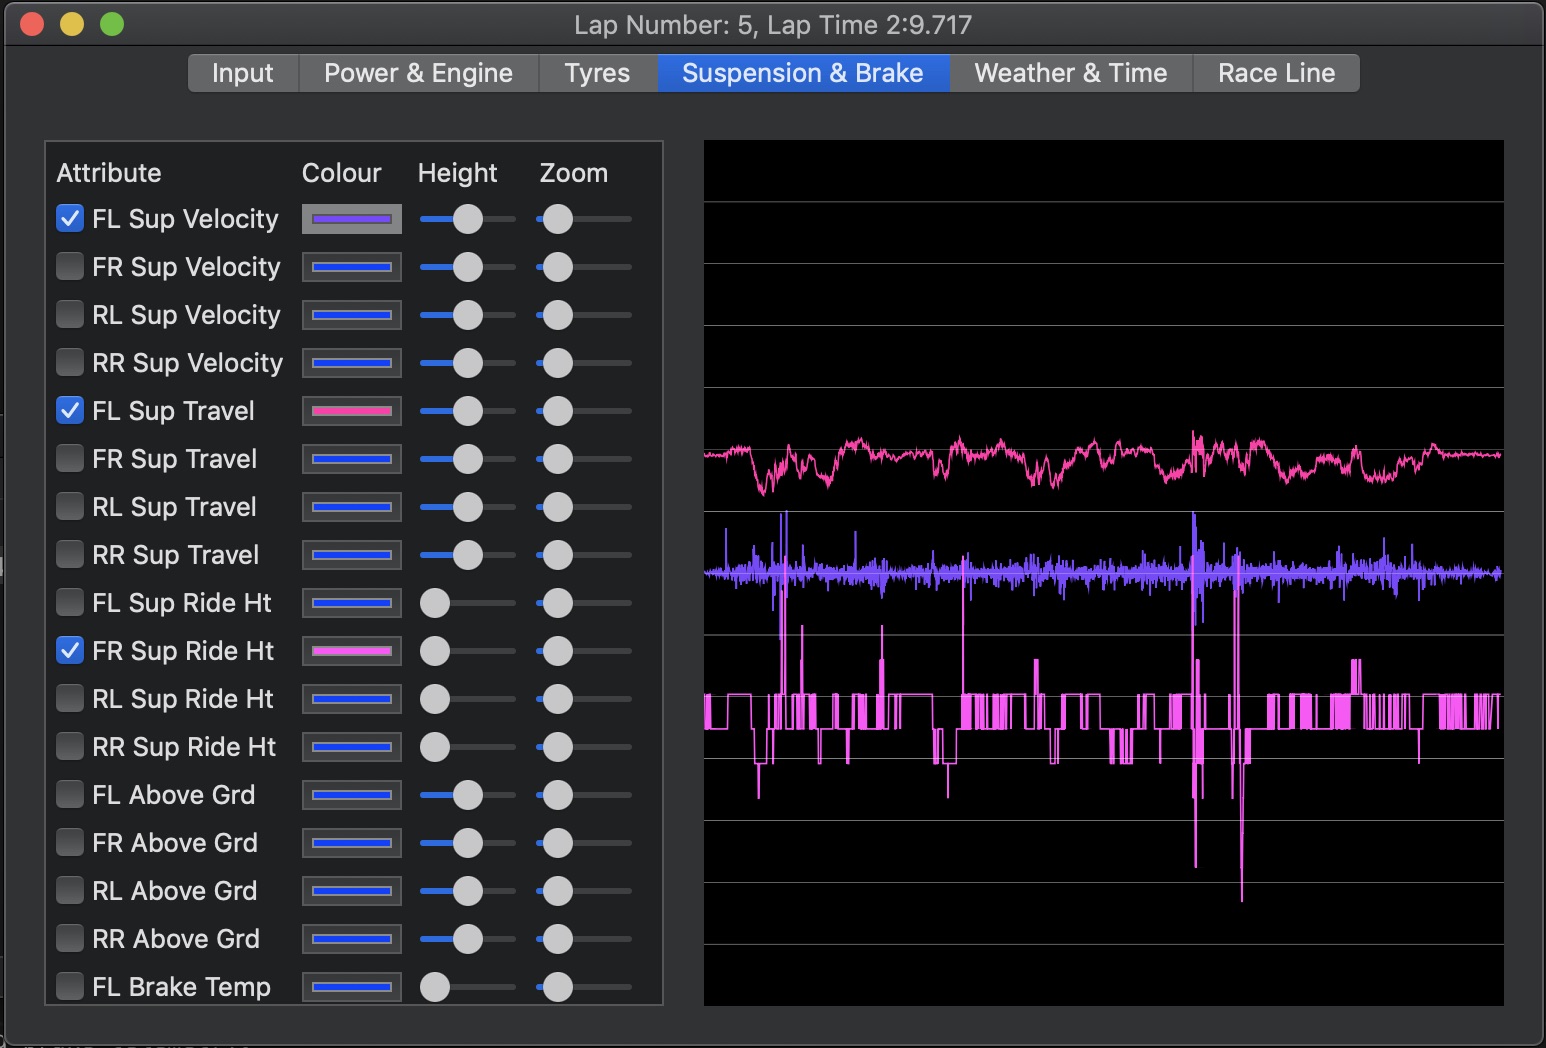 Lap Number: 5, Lap Time 2:9.717
Input Power & Engine Tyres Suspension & Brake Weather & Time Race Line
Attribute Colour Height Zoom
FL Sup Velocity
FR Sup Velocity
RL Sup Velocity
RR Sup Velocity
FL Sup Travel
FR Sup Travel
RL Sup Travel
RR Sup Travel
FL Sup Ride Ht
FR Sup Ride Ht
RL Sup Ride Ht
RR Sup Ride Ht
FL Above Grd
FR Above Grd
RL Above Grd
RR Above Grd
FL Brake Temp